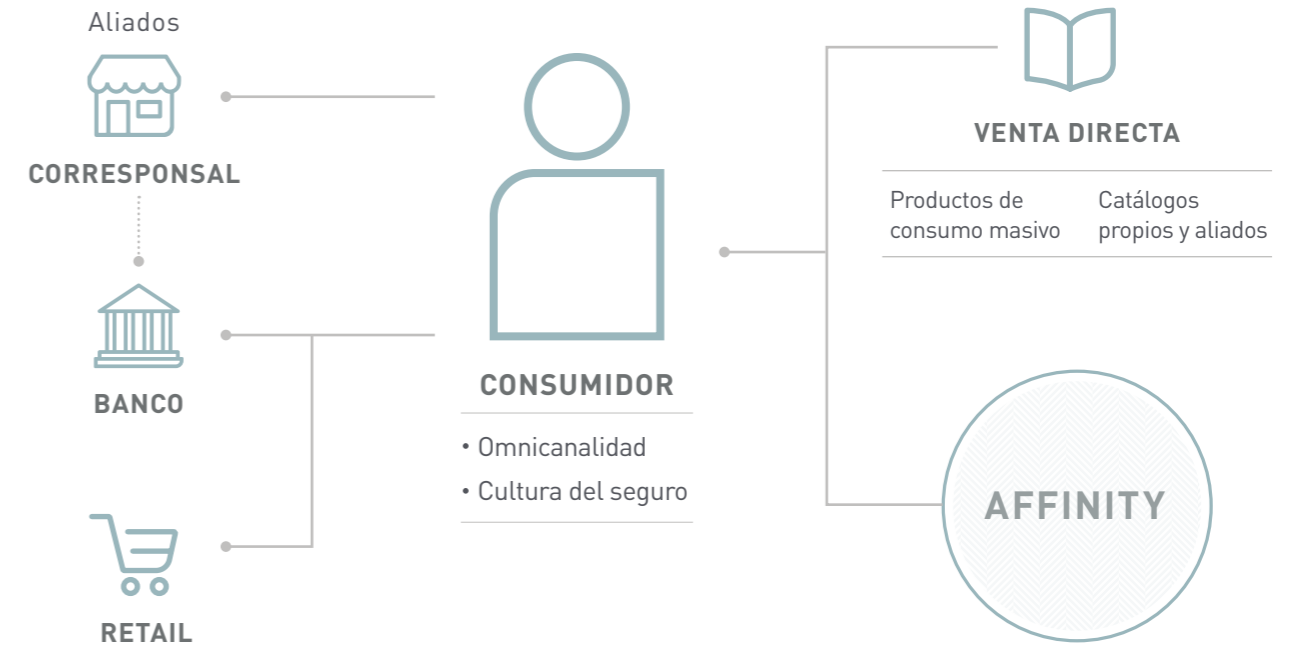 Aliados
CORRESPONSAL
BANCO
RETAIL
CONSUMIDOR
• Omnicanalidad
• Cultura del seguro
VENTA DIRECTA
Productos de
consumo masivo
Catálogos
propios y aliados
AFFINITY